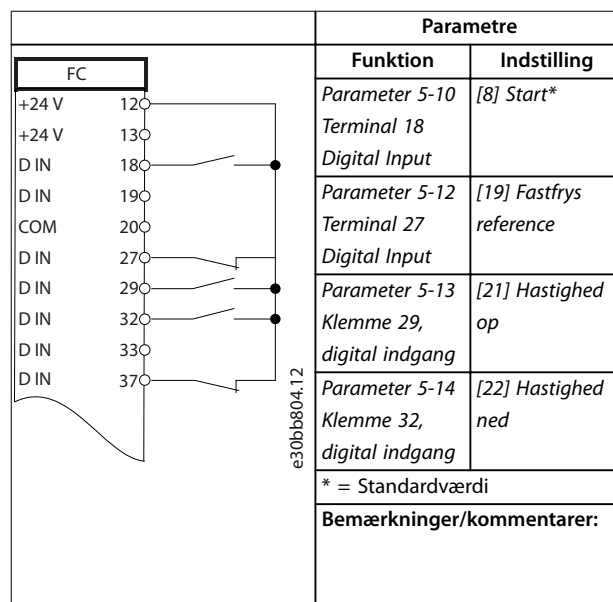 FC
+24 V 12
+24 V 13
D IN 18
D IN 19
COM 20
D IN 27
D IN 29
D IN 32
D IN 33
D IN 37
e30bb804.12
Parametre
Funktion Indstilling
Parameter 5-10 [8] Start*
Terminal 18
Digital Input
Parameter 5-12 [19] Fastfrys
Terminal 27 reference
Digital Input
Parameter 5-13 [21] Hastighed
Klemme 29, op
digital indgang
Parameter 5-14 [22] Hastighed
Klemme 32, ned
digital indgang
* = Standardværdi
Bemærkninger/kommentarer: